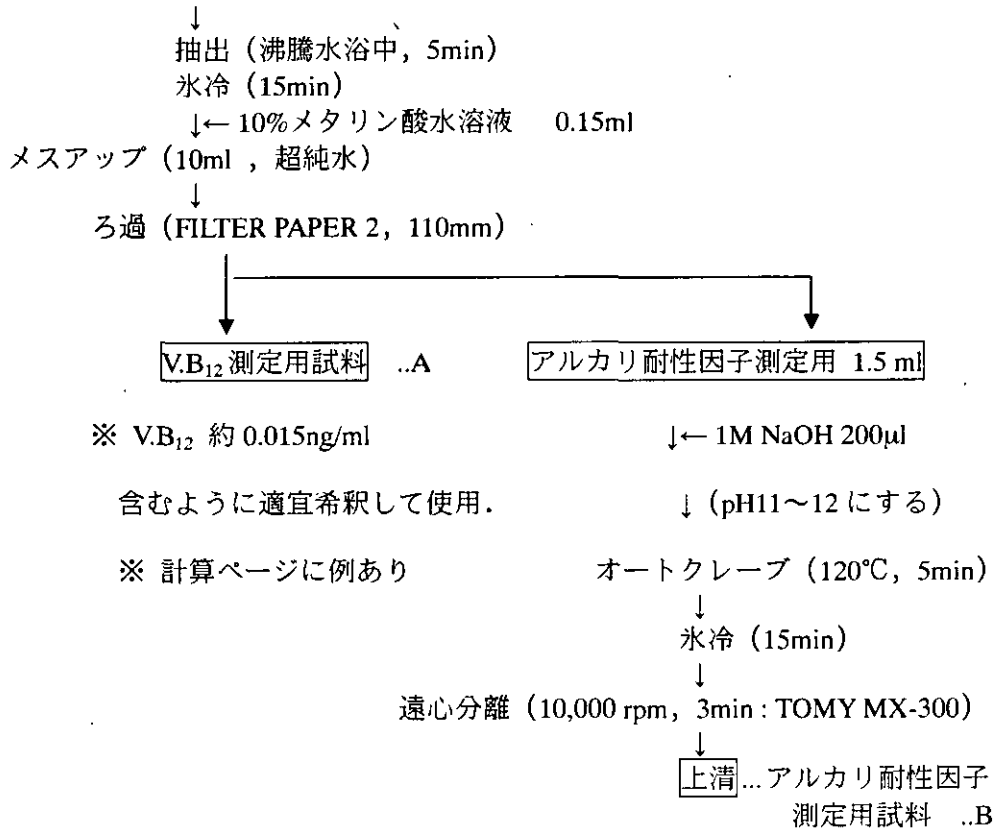 ↓
抽出（沸騰水浴中，5min）
氷冷（15min）
↓← 10%メタリン酸水溶液 0.15ml
メスアップ（10ml ，超純水）
↓
ろ過（FILTER PAPER 2，110mm）
V.B₁₂ 測定用試料 ..A
アルカリ耐性因子測定用 1.5 ml
※ V.B₁₂ 約 0.015ng/ml
↓← 1M NaOH 200μl
含むように適宜希釈して使用．
↓（pH11～12 にする）
※ 計算ページに例あり
オートクレーブ（120℃，5min）
↓
氷冷（15min）
↓
遠心分離（10,000 rpm，3min : TOMY MX-300）
↓
上清...アルカリ耐性因子
測定用試料 ..B